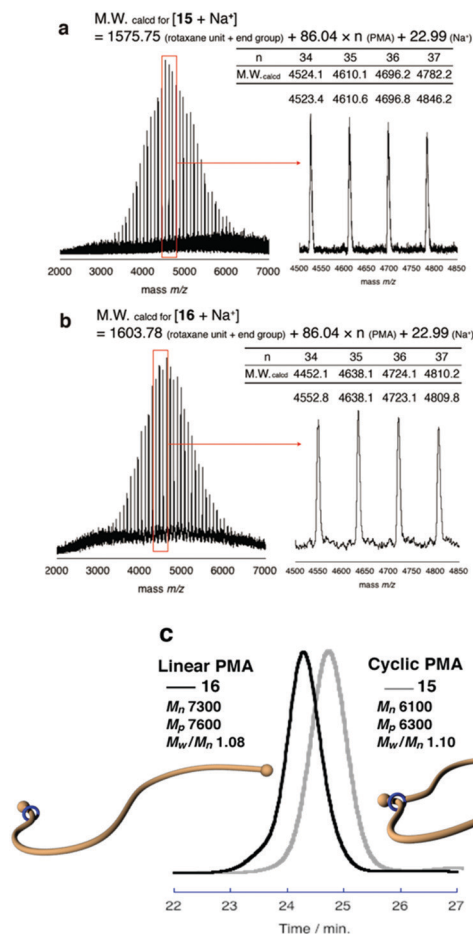 a
M.W. calcd for [15 + Na⁺]
= 1575.75 (rotaxane unit + end group) + 86.04 × n (PMA) + 22.99 (Na⁺)
n 34 35 36 37
M.W.calcd 4524.1 4610.1 4696.2 4782.2
4523.4 4610.6 4696.8 4846.2
2000 3000 4000 5000 6000 7000
mass m/z
4500 4550 4600 4650 4700 4750 4800 4850
mass m/z
b
M.W. calcd for [16 + Na⁺]
= 1603.78 (rotaxane unit + end group) + 86.04 × n (PMA) + 22.99 (Na⁺)
n 34 35 36 37
M.W.calcd 4452.1 4638.1 4724.1 4810.2
4552.8 4638.1 4723.1 4809.8
2000 3000 4000 5000 6000 7000
mass m/z
4500 4550 4600 4650 4700 4750 4800 4850
mass m/z
c
Linear PMA
16
Mn 7300
Mp 7600
Mw/Mn 1.08
Cyclic PMA
15
Mn 6100
Mp 6300
Mw/Mn 1.10
22 23 24 25 26 27
Time / min.